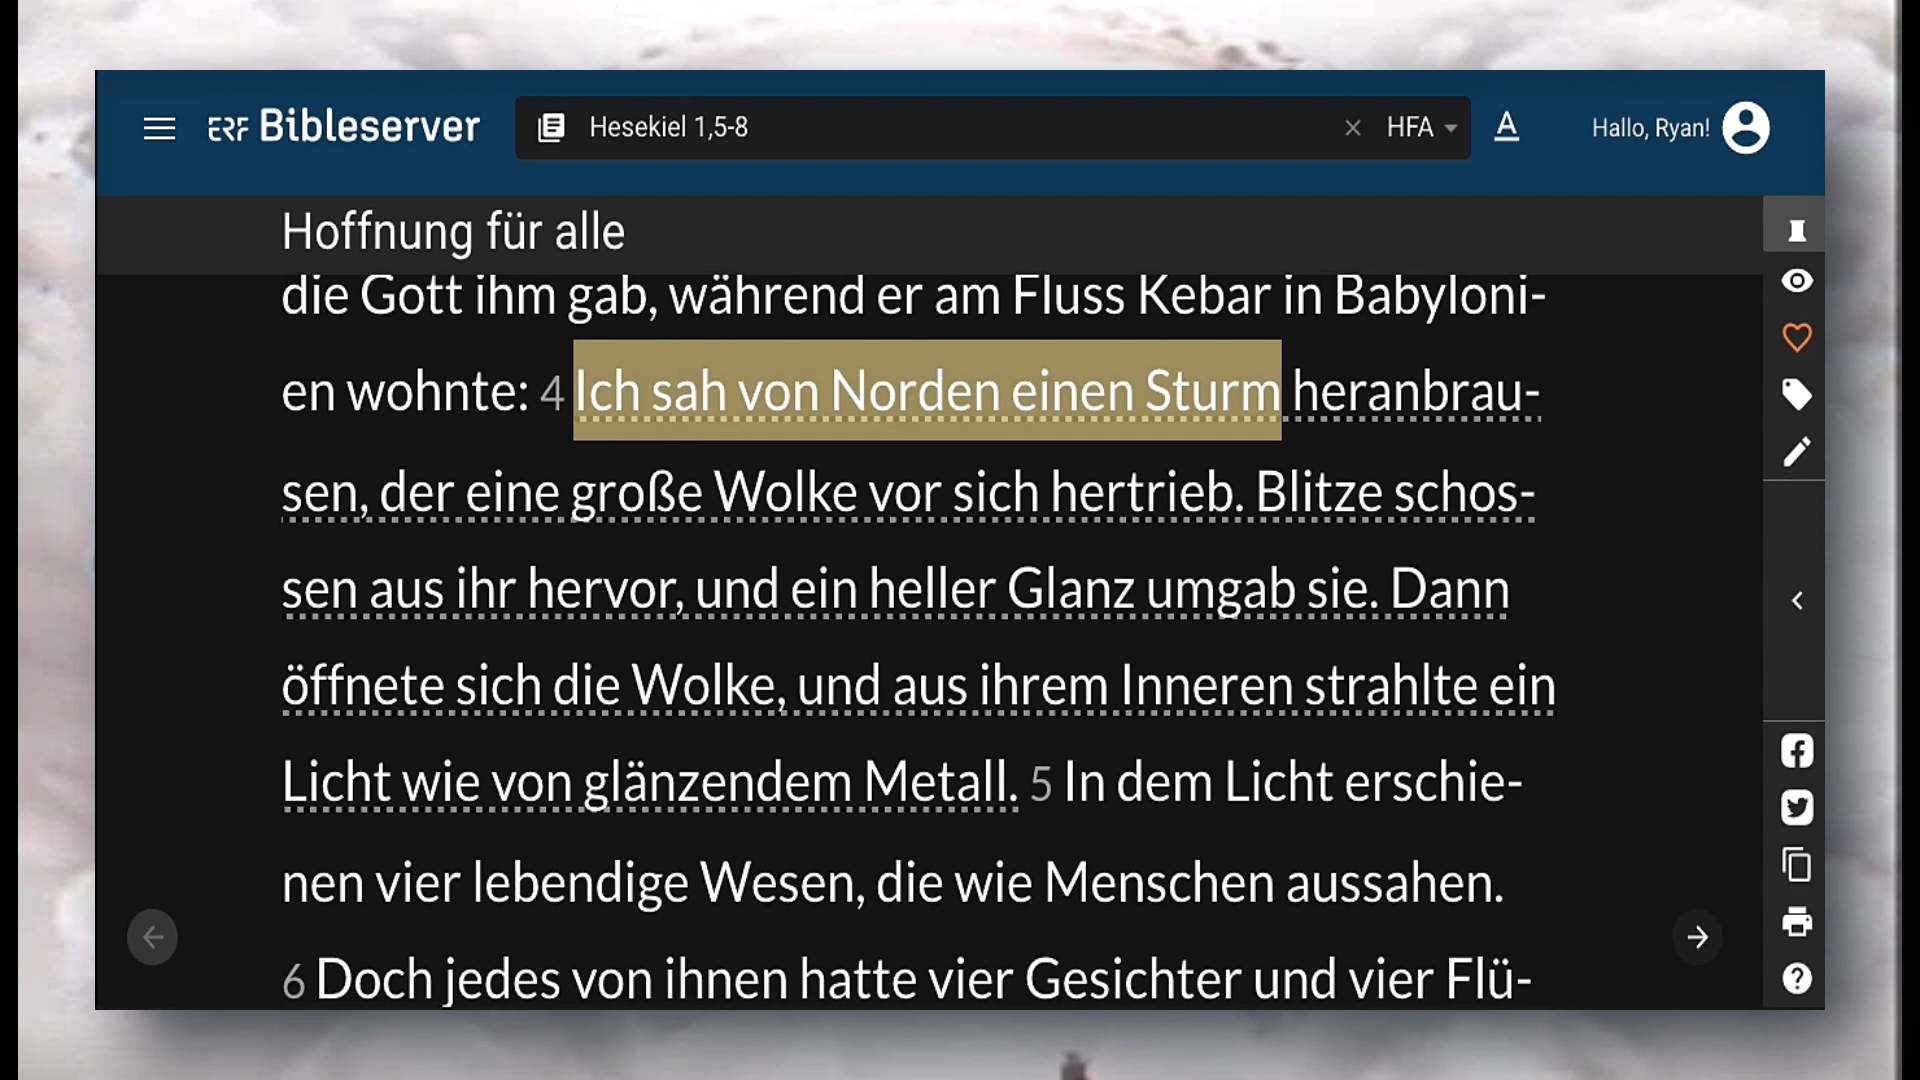 ERF Bibleserver
Hesekiel 1,5-8
HFA
A
Hallo, Ryan!
Hoffnung für alle
die Gott ihm gab, während er am Fluss Kebar in Babyloni-
en wohnte: 4 Ich sah von Norden einen Sturm heranbrau-
sen, der eine große Wolke vor sich hertrieb. Blitze schos-
sen aus ihr hervor, und ein heller Glanz umgab sie. Dann
öffnete sich die Wolke, und aus ihrem Inneren strahlte ein
Licht wie von glänzendem Metall. 5 In dem Licht erschie-
nen vier lebendige Wesen, die wie Menschen aussahen.
6 Doch jedes von ihnen hatte vier Gesichter und vier Flü-